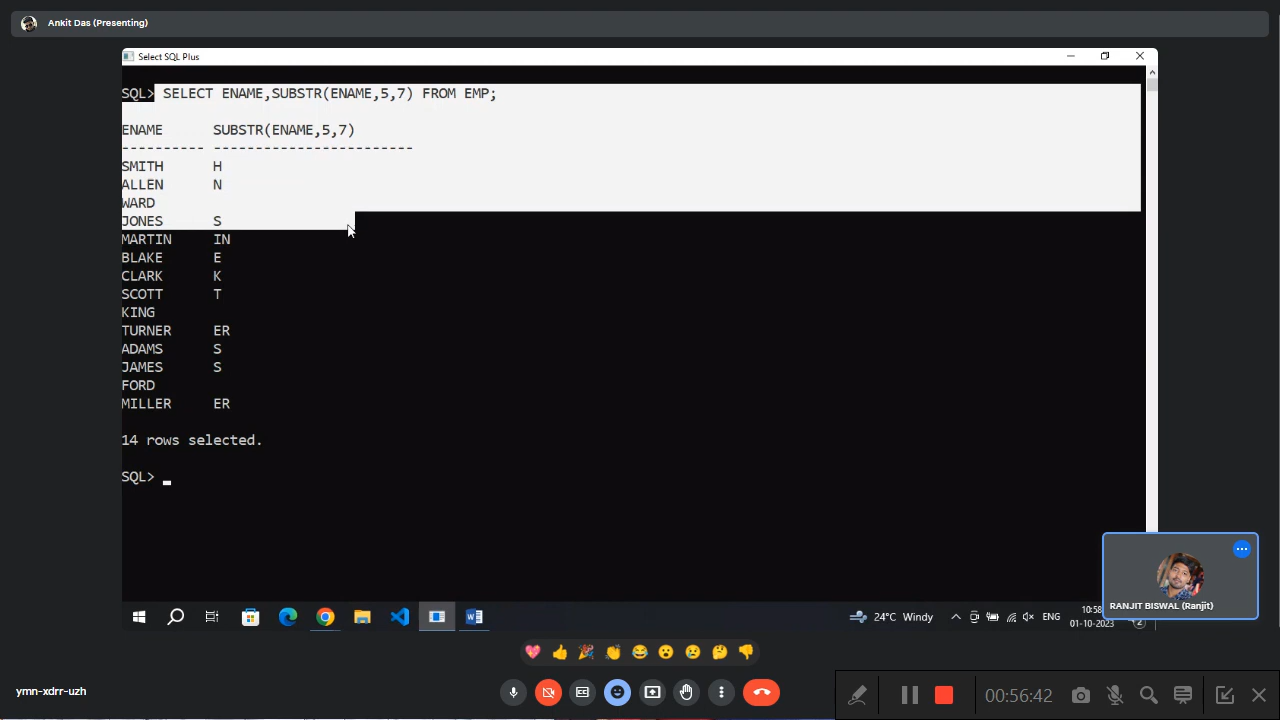 Ankit Das (Presenting)
Select SQL Plus
SQL> SELECT ENAME,SUBSTR(ENAME,5,7) FROM EMP;
ENAME SUBSTR(ENAME,5,7)
---------- ------------------------
SMITH H
ALLEN N
WARD
JONES S
MARTIN IN
BLAKE E
CLARK K
SCOTT T
KING
TURNER ER
ADAMS S
JAMES S
FORD
MILLER ER
14 rows selected.
SQL>
RANJIT BISWAL (Ranjit)
24°C Windy
ENG
10:58
01-10-2023
2
ymn-xdrr-uzh
00:56:42